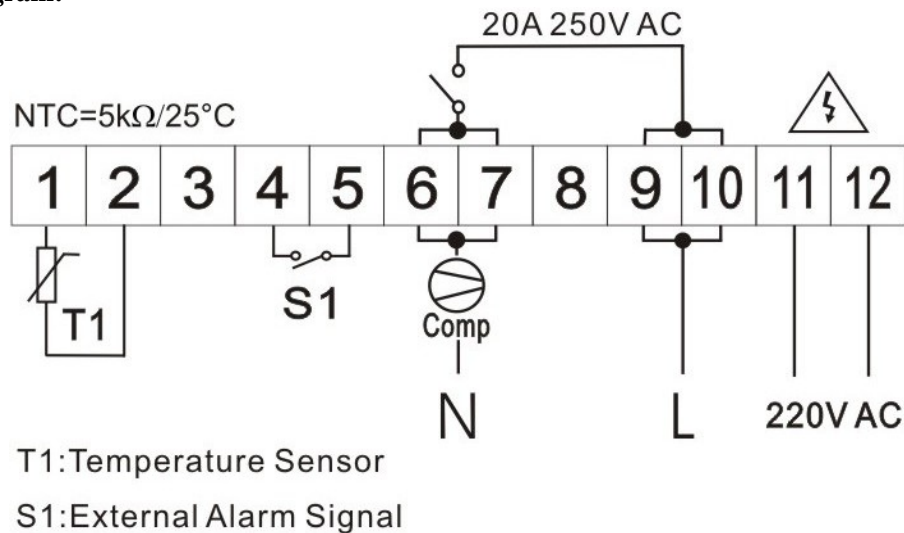 gram:
20A 250V AC
NTC=5kΩ/25°C
1 2 3 4 5 6 7 8 9 10 11 12
T1
S1
Comp
N
L
220V AC
T1:Temperature Sensor
S1:External Alarm Signal